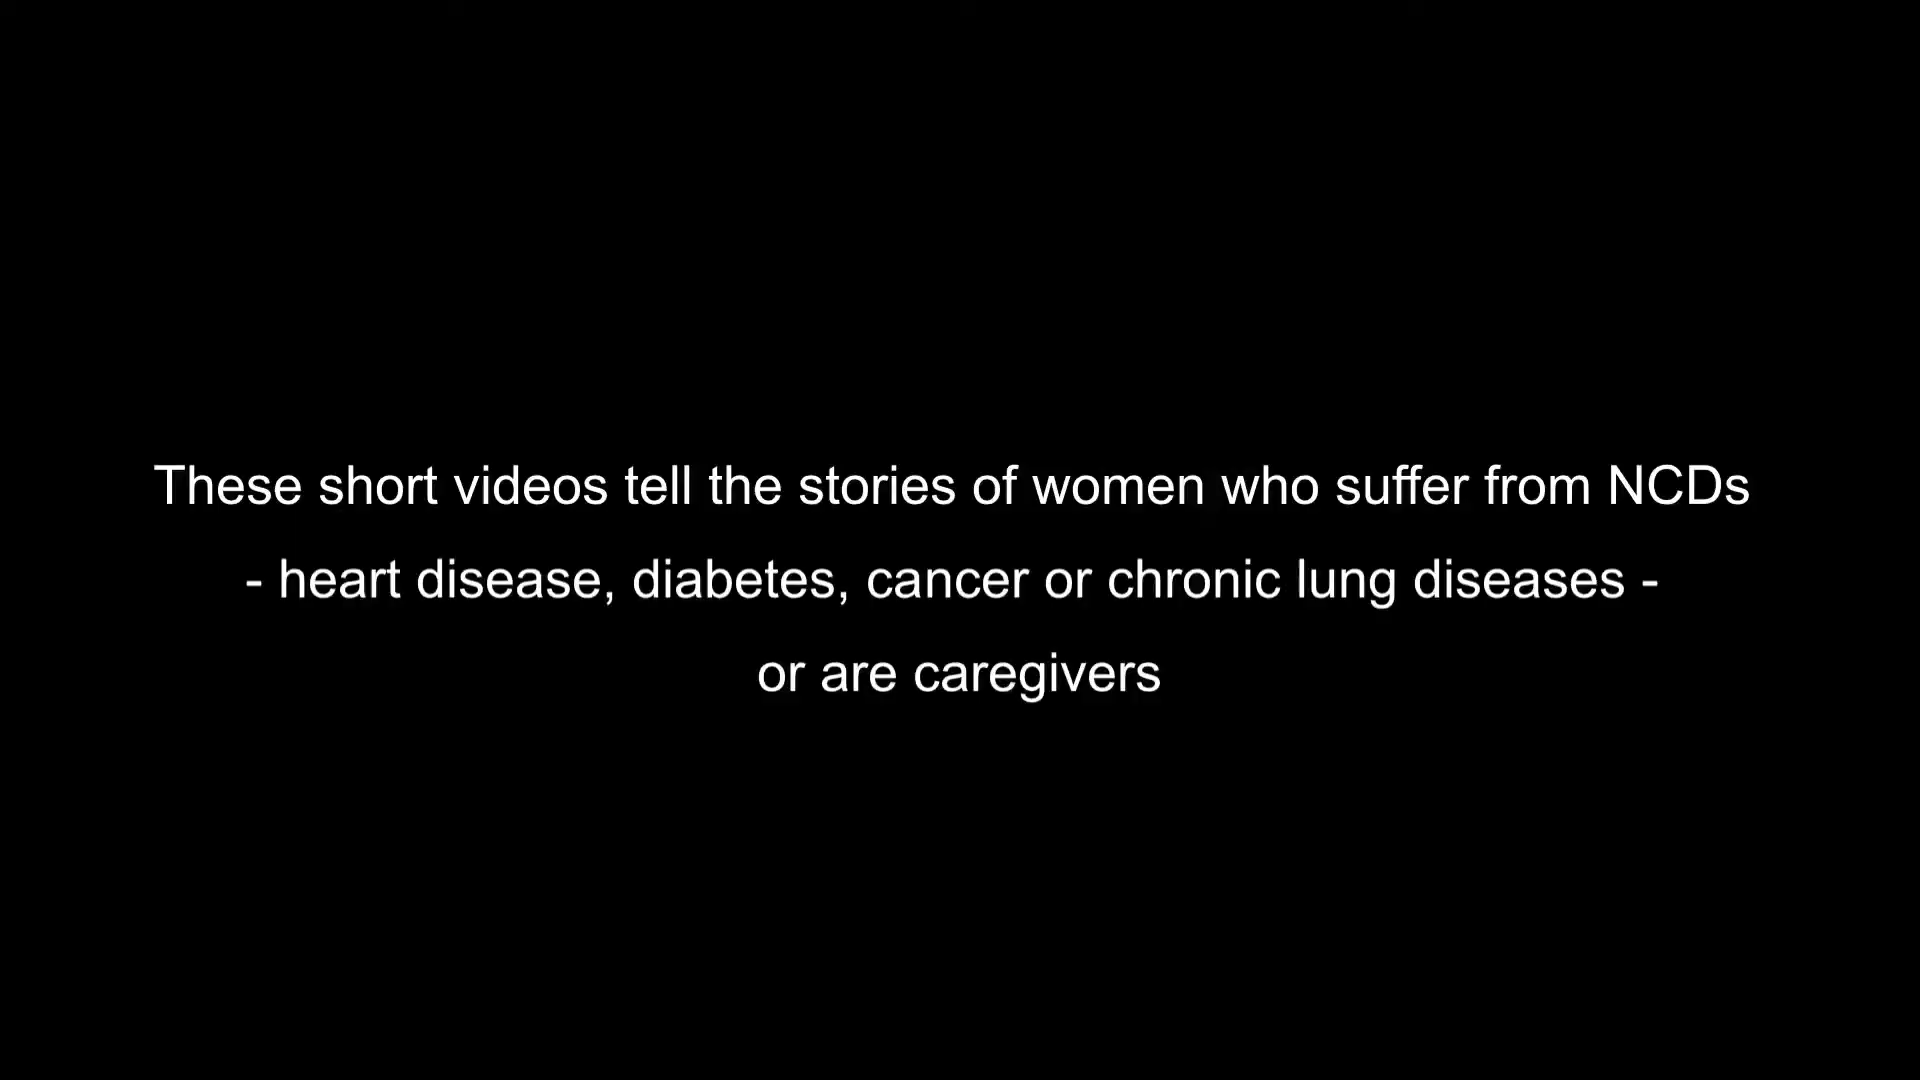 These short videos tell the stories of women who suffer from NCDs
- heart disease, diabetes, cancer or chronic lung diseases -
or are caregivers